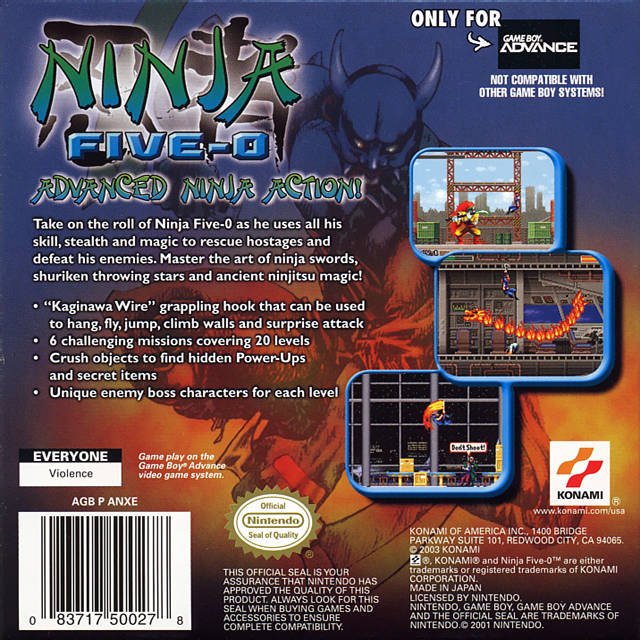 ONLY FOR
GAME BOY
ADVANCE
NOT COMPATIBLE WITH
OTHER GAME BOY SYSTEMS!
NINJA
FIVE-0
ADVANCED NINJA ACTION!
Take on the roll of Ninja Five-0 as he uses all his
skill, stealth and magic to rescue hostages and
defeat his enemies. Master the art of ninja swords,
shuriken throwing stars and ancient ninjitsu magic!
• “Kaginawa Wire” grappling hook that can be used
to hang, fly, jump, climb walls and surprise attack
• 6 challenging missions covering 20 levels
• Crush objects to find hidden Power-Ups
and secret items
• Unique enemy boss characters for each level
Don't Shoot!
EVERYONE
Violence
Game play on the
Game Boy® Advance
video game system.
AGB P ANXE
0 83717 50027 8
Official
Nintendo
Seal of Quality
®
THIS OFFICIAL SEAL IS YOUR
ASSURANCE THAT NINTENDO HAS
APPROVED THE QUALITY OF THIS
PRODUCT. ALWAYS LOOK FOR THIS
SEAL WHEN BUYING GAMES AND
ACCESSORIES TO ENSURE
COMPLETE COMPATIBILITY.
KONAMI®
www.konami.com/usa
KONAMI OF AMERICA INC., 1400 BRIDGE
PARKWAY SUITE 101, REDWOOD CITY, CA 94065.
© 2003 KONAMI
®, KONAMI® and Ninja Five-0™ are either
trademarks or registered trademarks of KONAMI
CORPORATION.
MADE IN JAPAN
LICENSED BY NINTENDO.
NINTENDO, GAME BOY, GAME BOY ADVANCE
AND THE OFFICIAL SEAL ARE TRADEMARKS OF
NINTENDO. © 2001 NINTENDO.